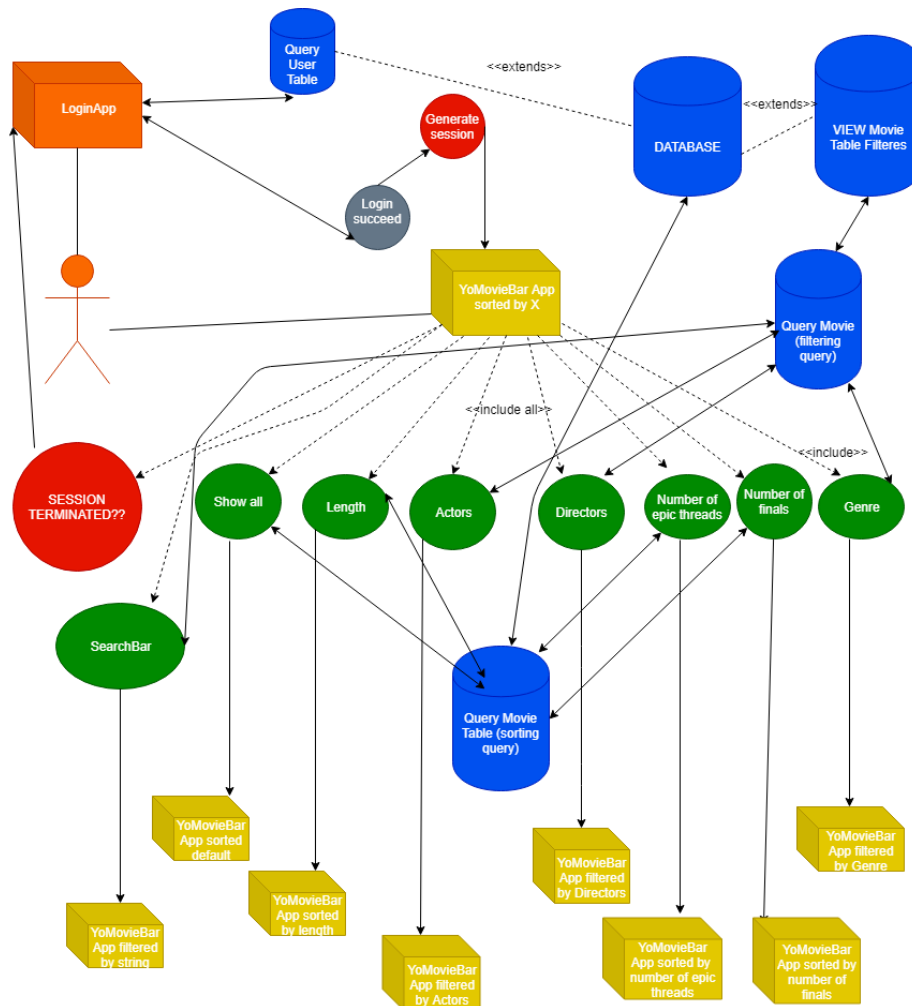 Query
User
Table
<<extends>>
LoginApp
Generate
session
<<extends>>
VIEW Movie
Table Filteres
DATABASE
Login
succeed
YoMovieBar App
sorted by X
Query Movie
(filtering
query)
<<include all>>
<<include>>
SESSION
TERMINATED??
Show all
Length
Actors
Directors
Number of
epic threads
Number of
finals
Genre
SearchBar
Query Movie
Table (sorting
query)
YoMovieBar
App sorted
default
YoMovieBar
App filtered
by Directors
YoMovieBar
App filtered
by Genre
YoMovieBar
App sorted
by length
YoMovieBar
App filtered
by string
YoMovieBar
App filtered
by Actors
YoMovieBar
App sorted by
number of epic
threads
YoMovieBar
App sorted by
number of
finals